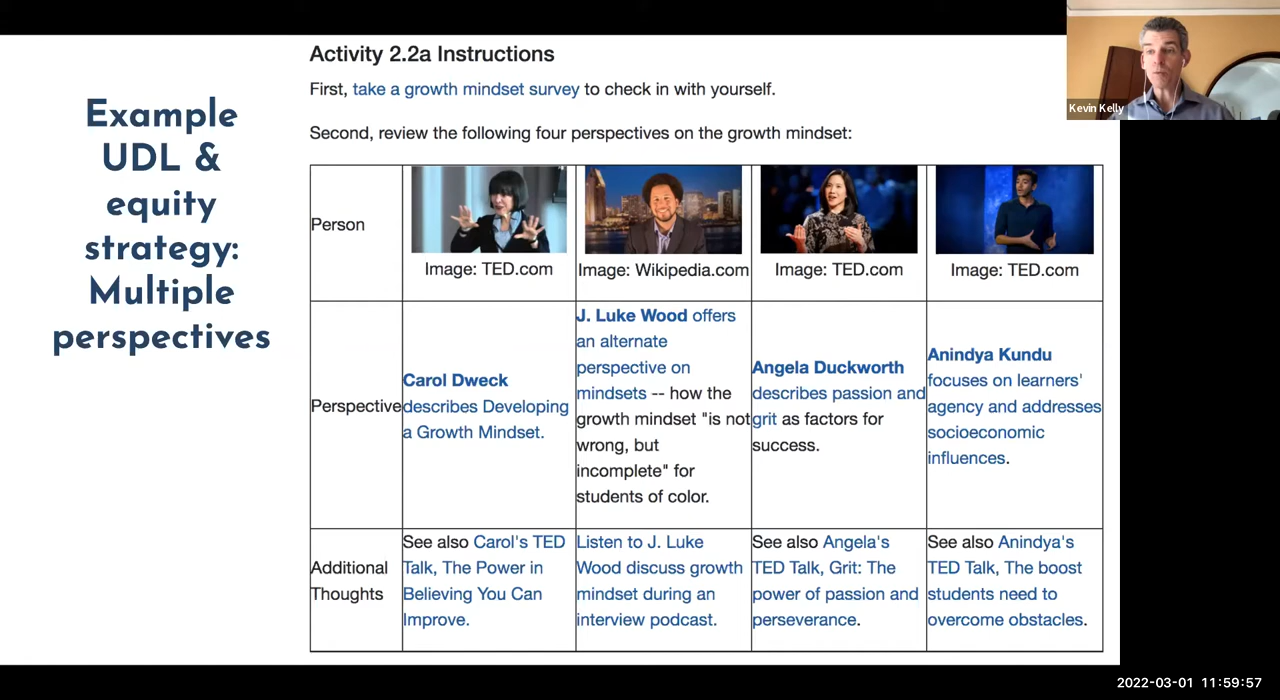 Example
UDL &
equity
strategy:
Multiple
perspectives
Activity 2.2a Instructions
First, take a growth mindset survey to check in with yourself.
Second, review the following four perspectives on the growth mindset:
Person
Image: TED.com
Image: Wikipedia.com
Image: TED.com
Image: TED.com
Perspective
Carol Dweck
describes Developing
a Growth Mindset.
J. Luke Wood offers
an alternate
perspective on
mindsets -- how the
growth mindset "is not
wrong, but
incomplete" for
students of color.
Angela Duckworth
describes passion and
grit as factors for
success.
Anindya Kundu
focuses on learners'
agency and addresses
socioeconomic
influences.
Additional
Thoughts
See also Carol's TED
Talk, The Power in
Believing You Can
Improve.
Listen to J. Luke
Wood discuss growth
mindset during an
interview podcast.
See also Angela's
TED Talk, Grit: The
power of passion and
perseverance.
See also Anindya's
TED Talk, The boost
students need to
overcome obstacles.
Kevin Kelly
2022-03-01 11:59:57